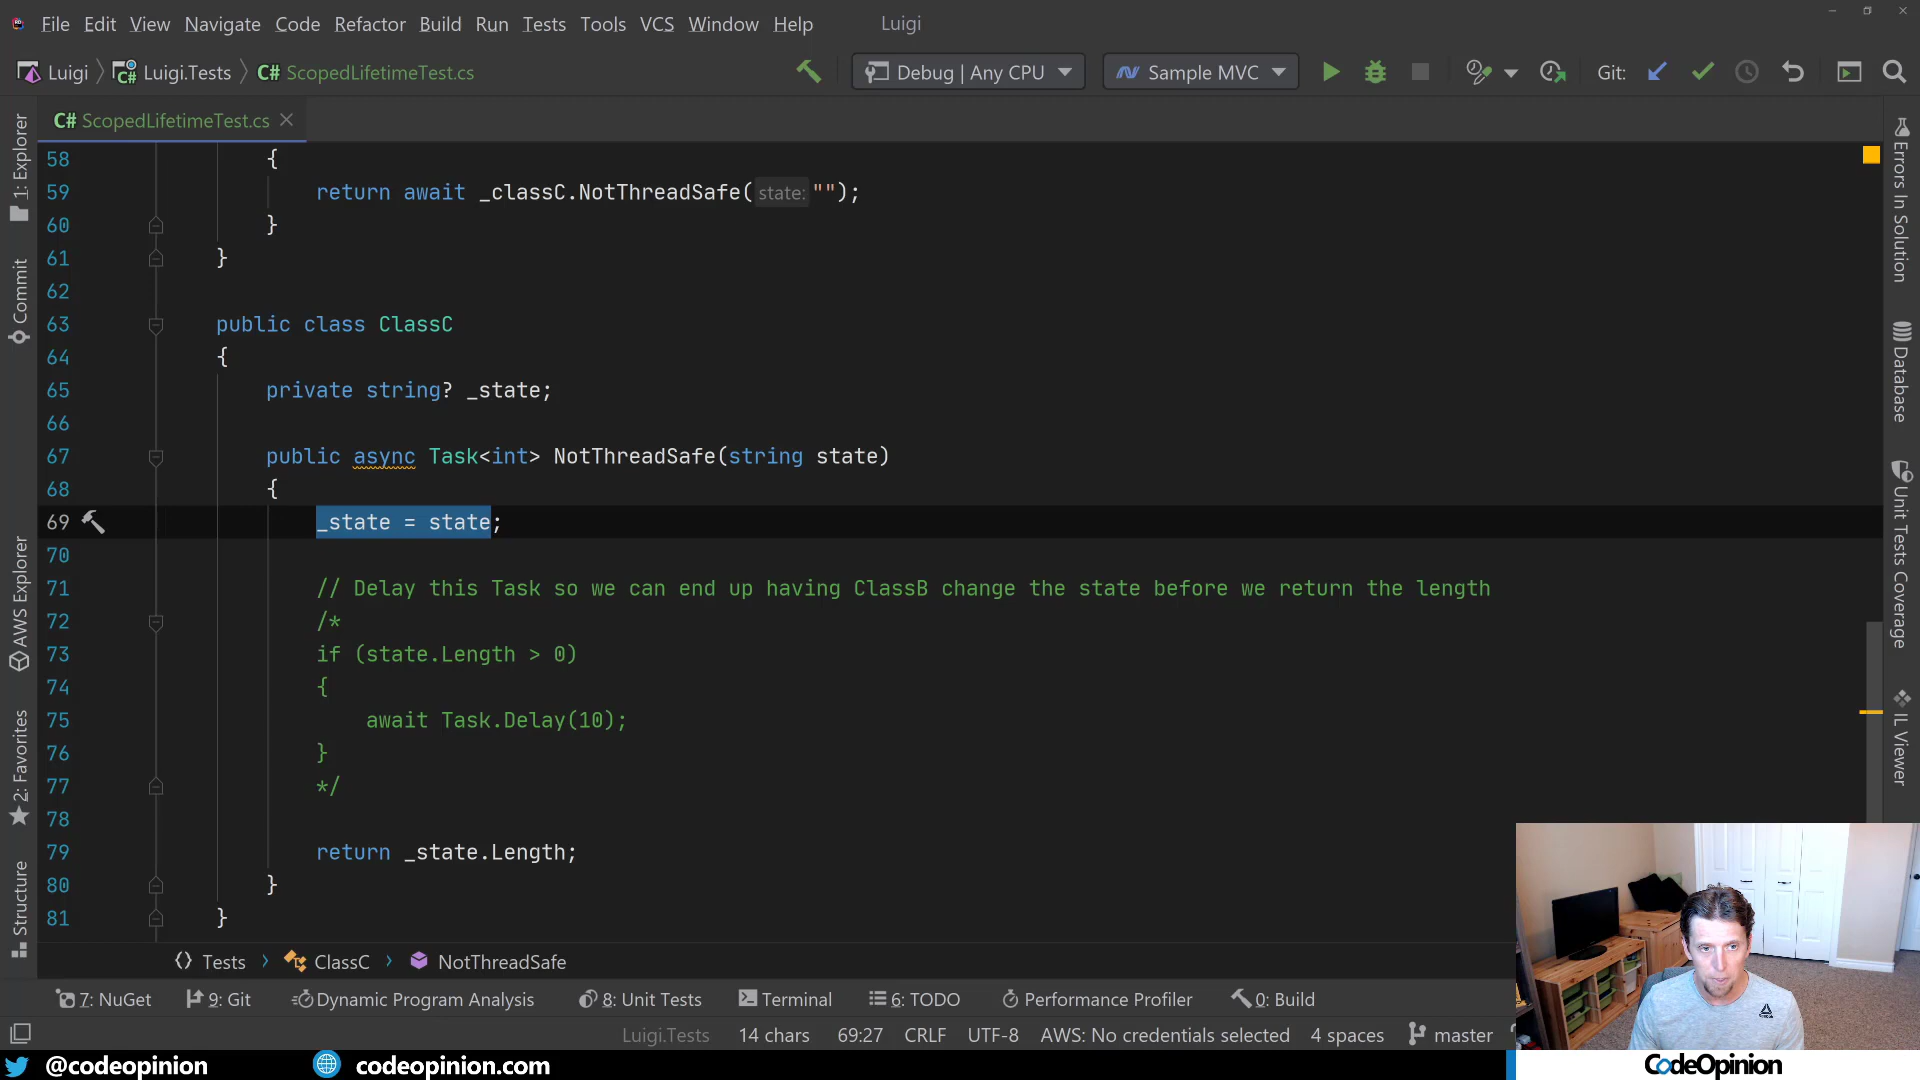 File Edit View Navigate Code Refactor Build Run Tests Tools VCS Window Help Luigi
Luigi Luigi.Tests C# ScopedLifetimeTest.cs Debug | Any CPU Sample MVC Git:
C# ScopedLifetimeTest.cs
58 {
59 return await _classC.NotThreadSafe( state: "");
60 }
61 }
62
63 public class ClassC
64 {
65 private string? _state;
66
67 public async Task<int> NotThreadSafe(string state)
68 {
69 _state = state;
70
71 // Delay this Task so we can end up having ClassB change the state before we return the length
72 /*
73 if (state.Length > 0)
74 {
75 await Task.Delay(10);
76 }
77 */
78
79 return _state.Length;
80 }
81 }
1: Explorer
Commit
AWS Explorer
2: Favorites
Structure
Errors In Solution
Database
Unit Tests Coverage
IL Viewer
Tests ClassC NotThreadSafe
7: NuGet 9: Git Dynamic Program Analysis 8: Unit Tests Terminal 6: TODO Performance Profiler 0: Build
Luigi.Tests 14 chars 69:27 CRLF UTF-8 AWS: No credentials selected 4 spaces master
@codeopinion codeopinion.com CodeOpinion